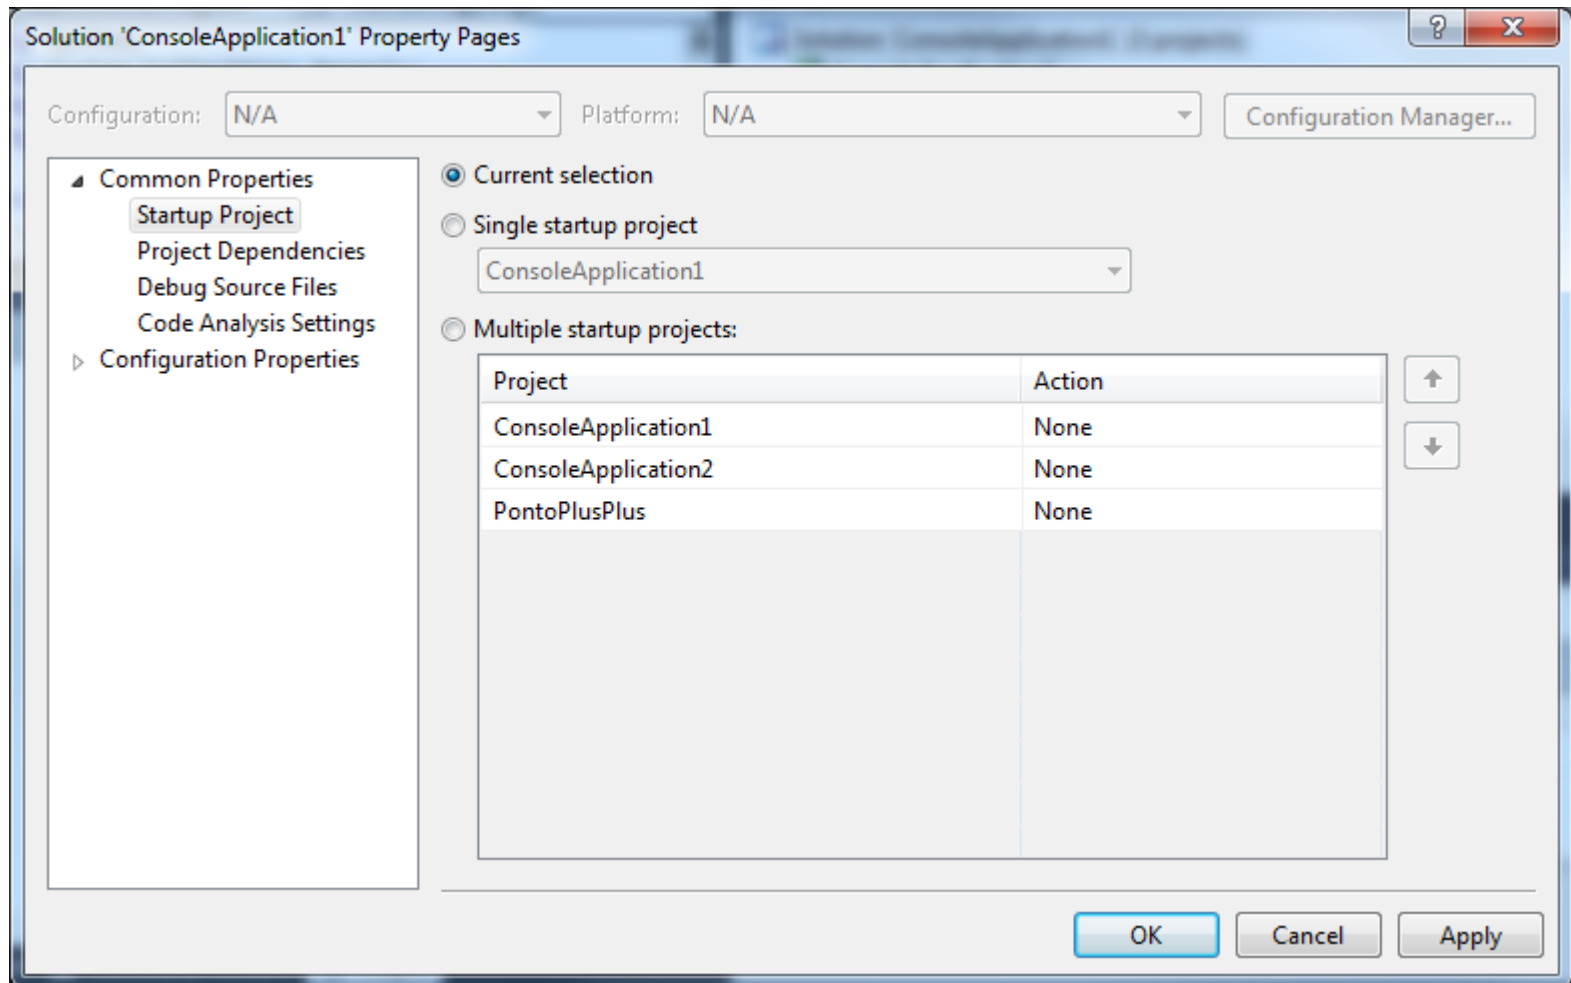 Solution 'ConsoleApplication1' Property Pages
Configuration: N/A Platform: N/A Configuration Manager...
Common Properties
Startup Project
Project Dependencies
Debug Source Files
Code Analysis Settings
Configuration Properties
Current selection
Single startup project
ConsoleApplication1
Multiple startup projects:
Project Action
ConsoleApplication1 None
ConsoleApplication2 None
PontoPlusPlus None
OK Cancel Apply